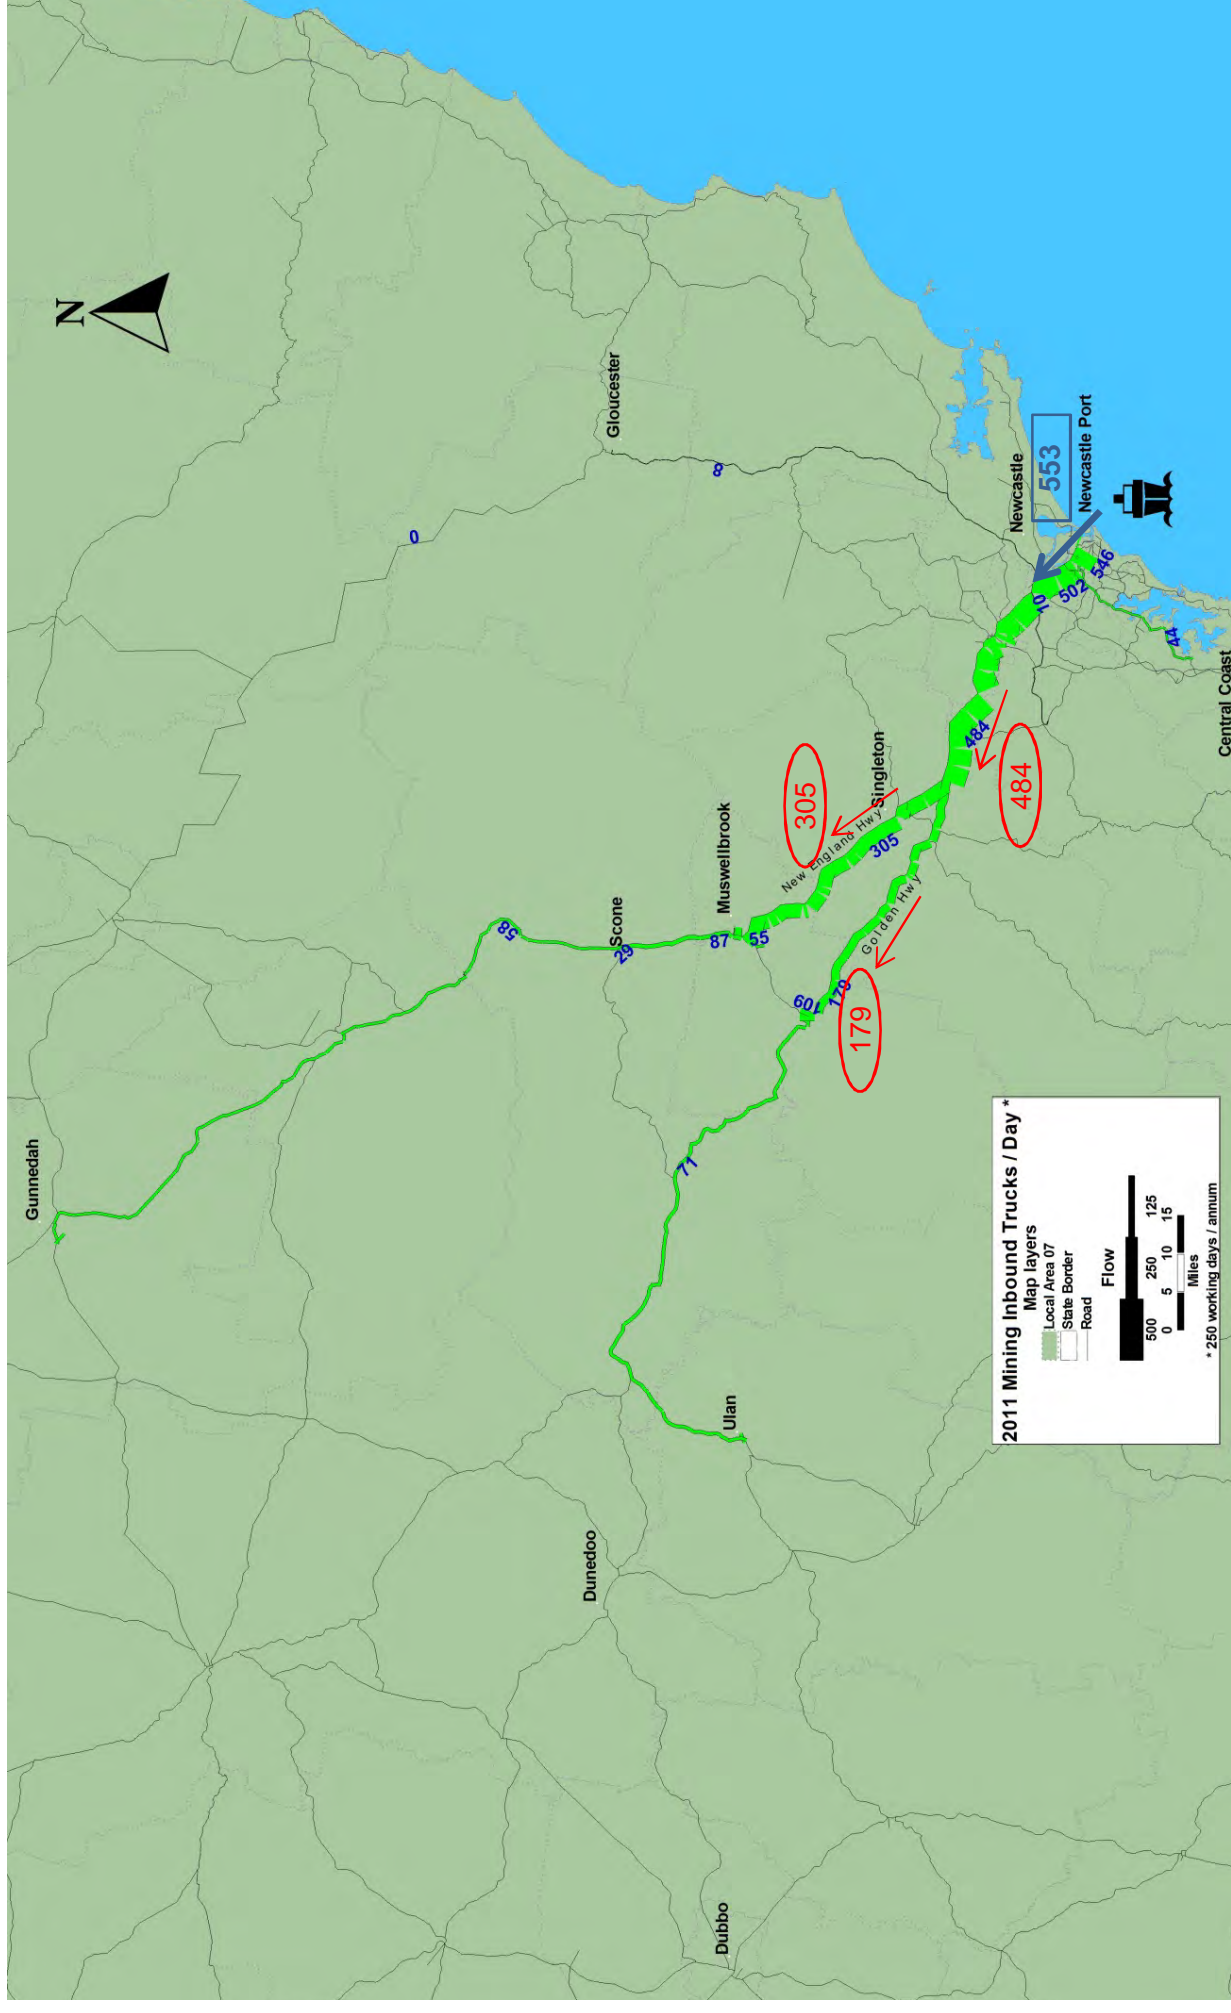 N
Gunnedah
58
0
Gloucester
8
Scone
29
Muswellbrook
87
55
305
Singleton
New England Hwy
305
109
179
179
Golden Hwy
71
Ulan
Dunedoo
Dubbo
484
484
Newcastle
553
Newcastle Port
10
502
546
44
Central Coast
2011 Mining Inbound Trucks / Day *
Map layers
Local Area 07
State Border
Road
Flow
500 250 125
0 5 10 15
Miles
* 250 working days / annum